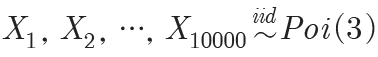 X₁, X₂, ⋯, X₁₀₀₀₀ ~ⁱⁱᵈ Poi(3)